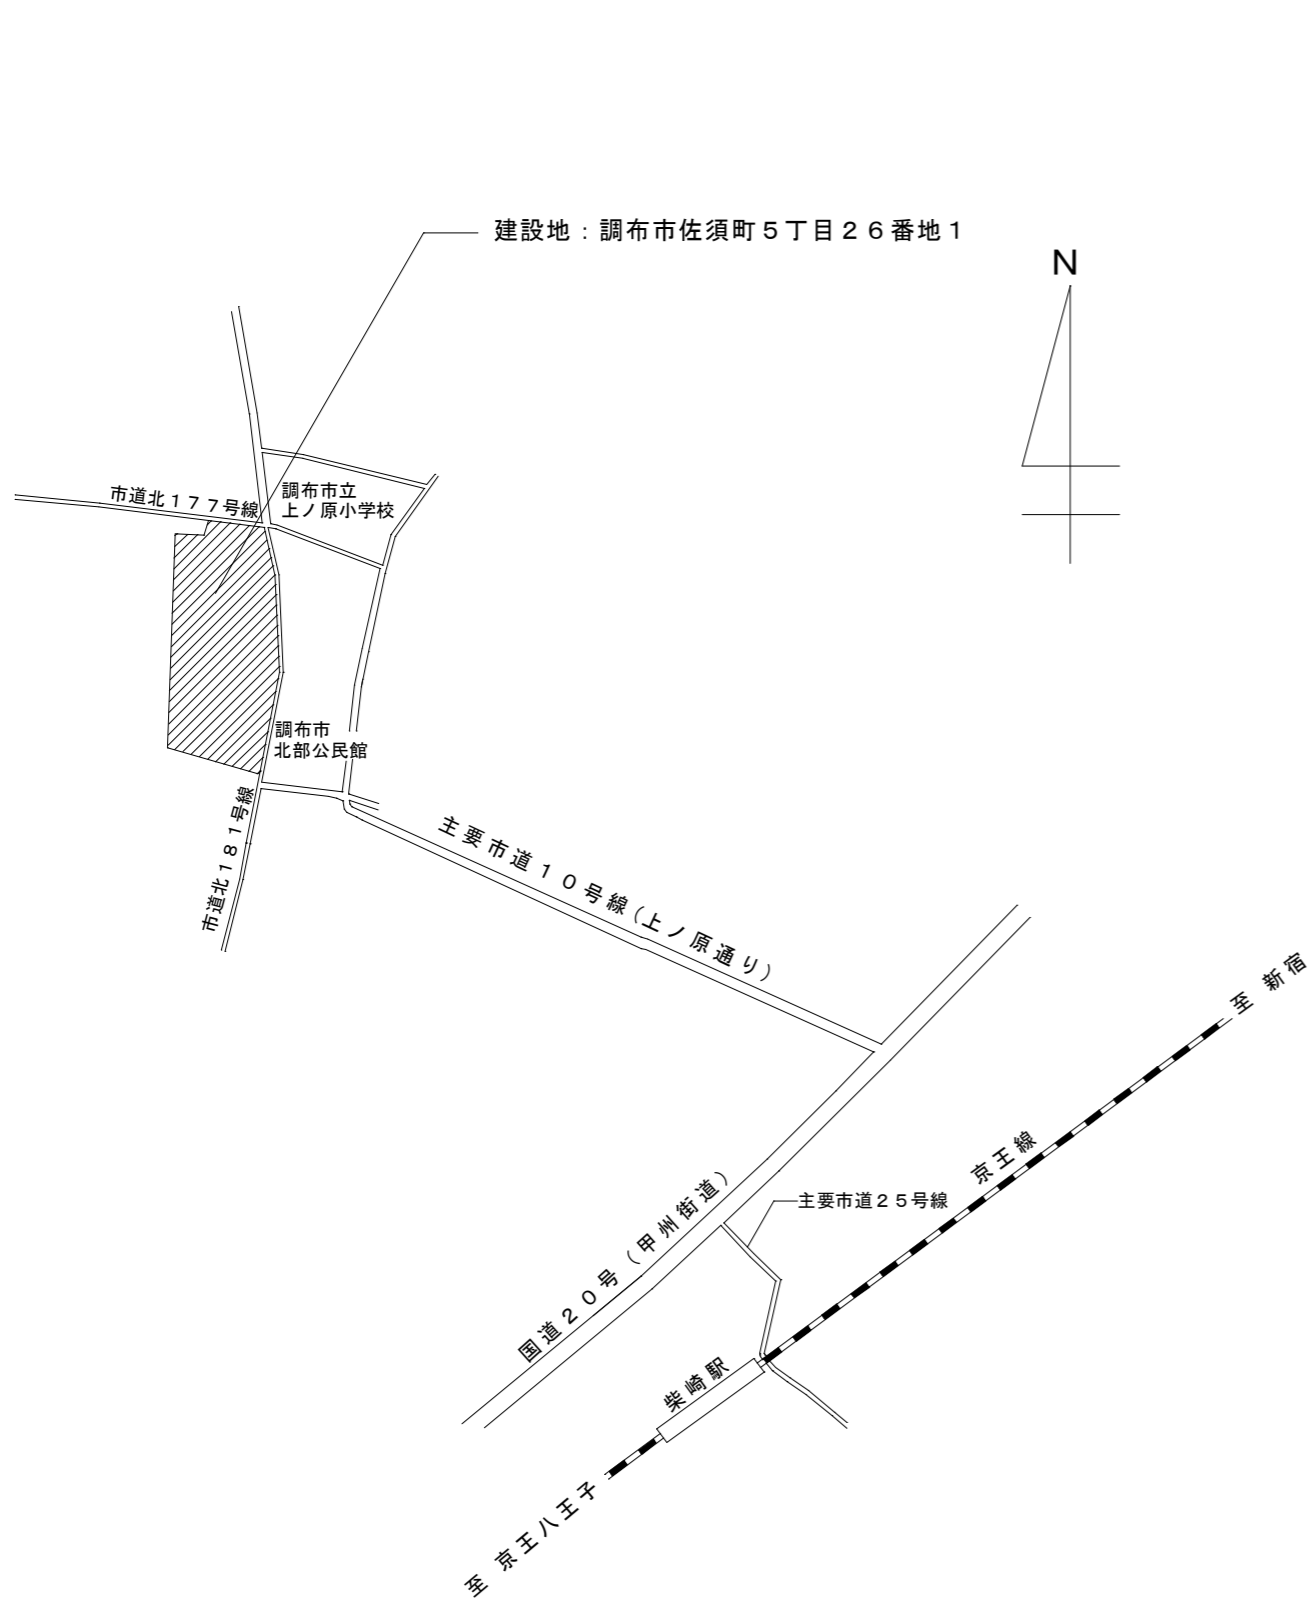 建設地：調布市佐須町５丁目２６番地１
N
市道北１７７号線
調布市立
上ノ原小学校
調布市
北部公民館
市道北１８１号線
主要市道１０号線（上ノ原通り）
至 新宿
京王線
主要市道２５号線
国道２０号（甲州街道）
柴崎駅
至 京王八王子